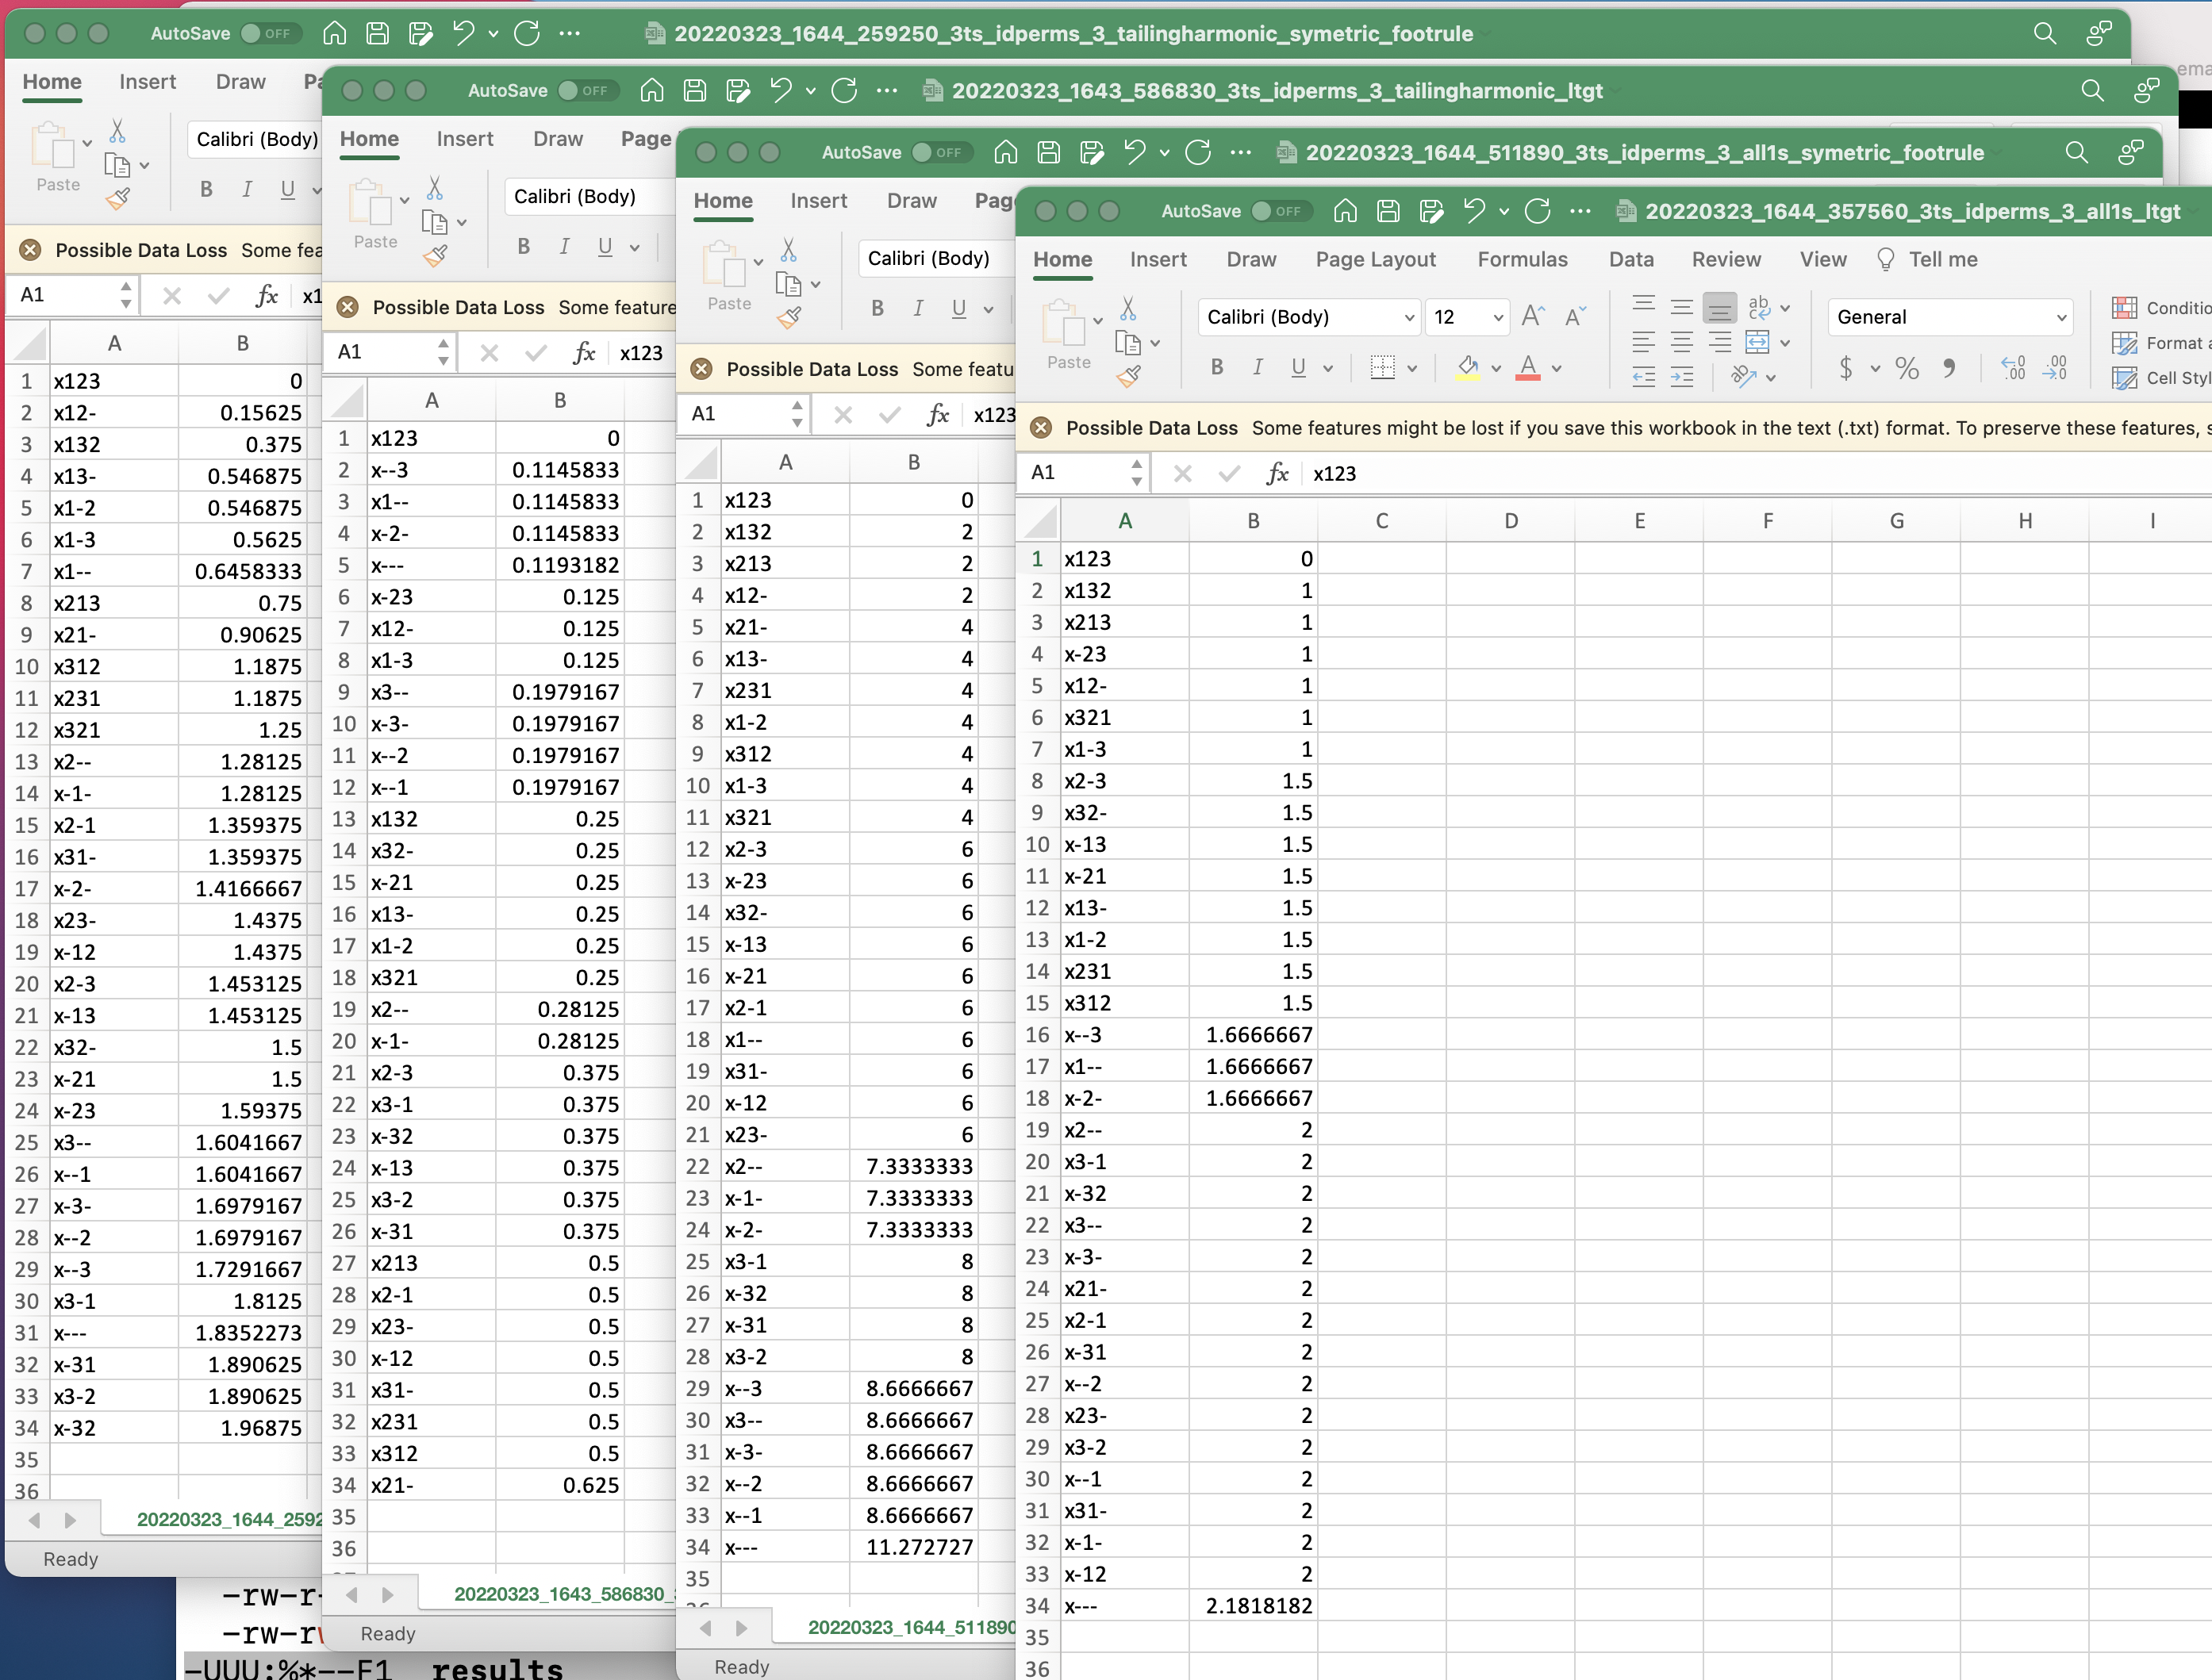 AutoSave OFF 20220323_1644_259250_3ts_idperms_3_tailingharmonic_symetric_footrule
Home Insert Draw
Calibri (Body)
Paste B I U
Possible Data Loss Some fea
A1 fx x1
A B
1 x123 0
2 x12- 0.15625
3 x132 0.375
4 x13- 0.546875
5 x1-2 0.546875
6 x1-3 0.5625
7 x1-- 0.6458333
8 x213 0.75
9 x21- 0.90625
10 x312 1.1875
11 x231 1.1875
12 x321 1.25
13 x2-- 1.28125
14 x-1- 1.28125
15 x2-1 1.359375
16 x31- 1.359375
17 x-2- 1.4166667
18 x23- 1.4375
19 x-12 1.4375
20 x2-3 1.453125
21 x-13 1.453125
22 x32- 1.5
23 x-21 1.5
24 x-23 1.59375
25 x3-- 1.6041667
26 x--1 1.6041667
27 x-3- 1.6979167
28 x--2 1.6979167
29 x--3 1.7291667
30 x3-1 1.8125
31 x--- 1.8352273
32 x-31 1.890625
33 x3-2 1.890625
34 x-32 1.96875
35
36
20220323_1644_2592
Ready
AutoSave OFF 20220323_1643_586830_3ts_idperms_3_tailingharmonic_ltgt
Home Insert Draw Page
Calibri (Body)
Paste B I U
Possible Data Loss Some feature
A1 fx x123
A B
1 x123 0
2 x--3 0.1145833
3 x1-- 0.1145833
4 x-2- 0.1145833
5 x--- 0.1193182
6 x-23 0.125
7 x12- 0.125
8 x1-3 0.125
9 x3-- 0.1979167
10 x-3- 0.1979167
11 x--2 0.1979167
12 x--1 0.1979167
13 x132 0.25
14 x32- 0.25
15 x-21 0.25
16 x13- 0.25
17 x1-2 0.25
18 x321 0.25
19 x2-- 0.28125
20 x-1- 0.28125
21 x2-3 0.375
22 x3-1 0.375
23 x-32 0.375
24 x-13 0.375
25 x3-2 0.375
26 x-31 0.375
27 x213 0.5
28 x2-1 0.5
29 x23- 0.5
30 x-12 0.5
31 x31- 0.5
32 x231 0.5
33 x312 0.5
34 x21- 0.625
35
36
20220323_1643_586830_
Ready
AutoSave OFF 20220323_1644_511890_3ts_idperms_3_all1s_symetric_footrule
Home Insert Draw Pag
Calibri (Body)
Paste B I U
Possible Data Loss Some featu
A1 fx x123
A B
1 x123 0
2 x132 2
3 x213 2
4 x12- 2
5 x21- 4
6 x13- 4
7 x231 4
8 x1-2 4
9 x312 4
10 x1-3 4
11 x321 4
12 x2-3 6
13 x-23 6
14 x32- 6
15 x-13 6
16 x-21 6
17 x2-1 6
18 x1-- 6
19 x31- 6
20 x-12 6
21 x23- 6
22 x2-- 7.3333333
23 x-1- 7.3333333
24 x-2- 7.3333333
25 x3-1 8
26 x-32 8
27 x-31 8
28 x3-2 8
29 x--3 8.6666667
30 x3-- 8.6666667
31 x-3- 8.6666667
32 x--2 8.6666667
33 x--1 8.6666667
34 x--- 11.272727
35
20220323_1644_511890
Ready
AutoSave OFF 20220323_1644_357560_3ts_idperms_3_all1s_ltgt
Home Insert Draw Page Layout Formulas Data Review View Tell me
Calibri (Body) 12 A A ab General Conditio
Paste B I U A $ % Format a
Cell Styl
Possible Data Loss Some features might be lost if you save this workbook in the text (.txt) format. To preserve these features, s
A1 fx x123
A B C D E F G H I
1 x123 0
2 x132 1
3 x213 1
4 x-23 1
5 x12- 1
6 x321 1
7 x1-3 1
8 x2-3 1.5
9 x32- 1.5
10 x-13 1.5
11 x-21 1.5
12 x13- 1.5
13 x1-2 1.5
14 x231 1.5
15 x312 1.5
16 x--3 1.6666667
17 x1-- 1.6666667
18 x-2- 1.6666667
19 x2-- 2
20 x3-1 2
21 x-32 2
22 x3-- 2
23 x-3- 2
24 x21- 2
25 x2-1 2
26 x-31 2
27 x--2 2
28 x23- 2
29 x3-2 2
30 x--1 2
31 x31- 2
32 x-1- 2
33 x-12 2
34 x--- 2.1818182
35
36
-rw-r-
-rw-rw
-UUU:%*--F1 results